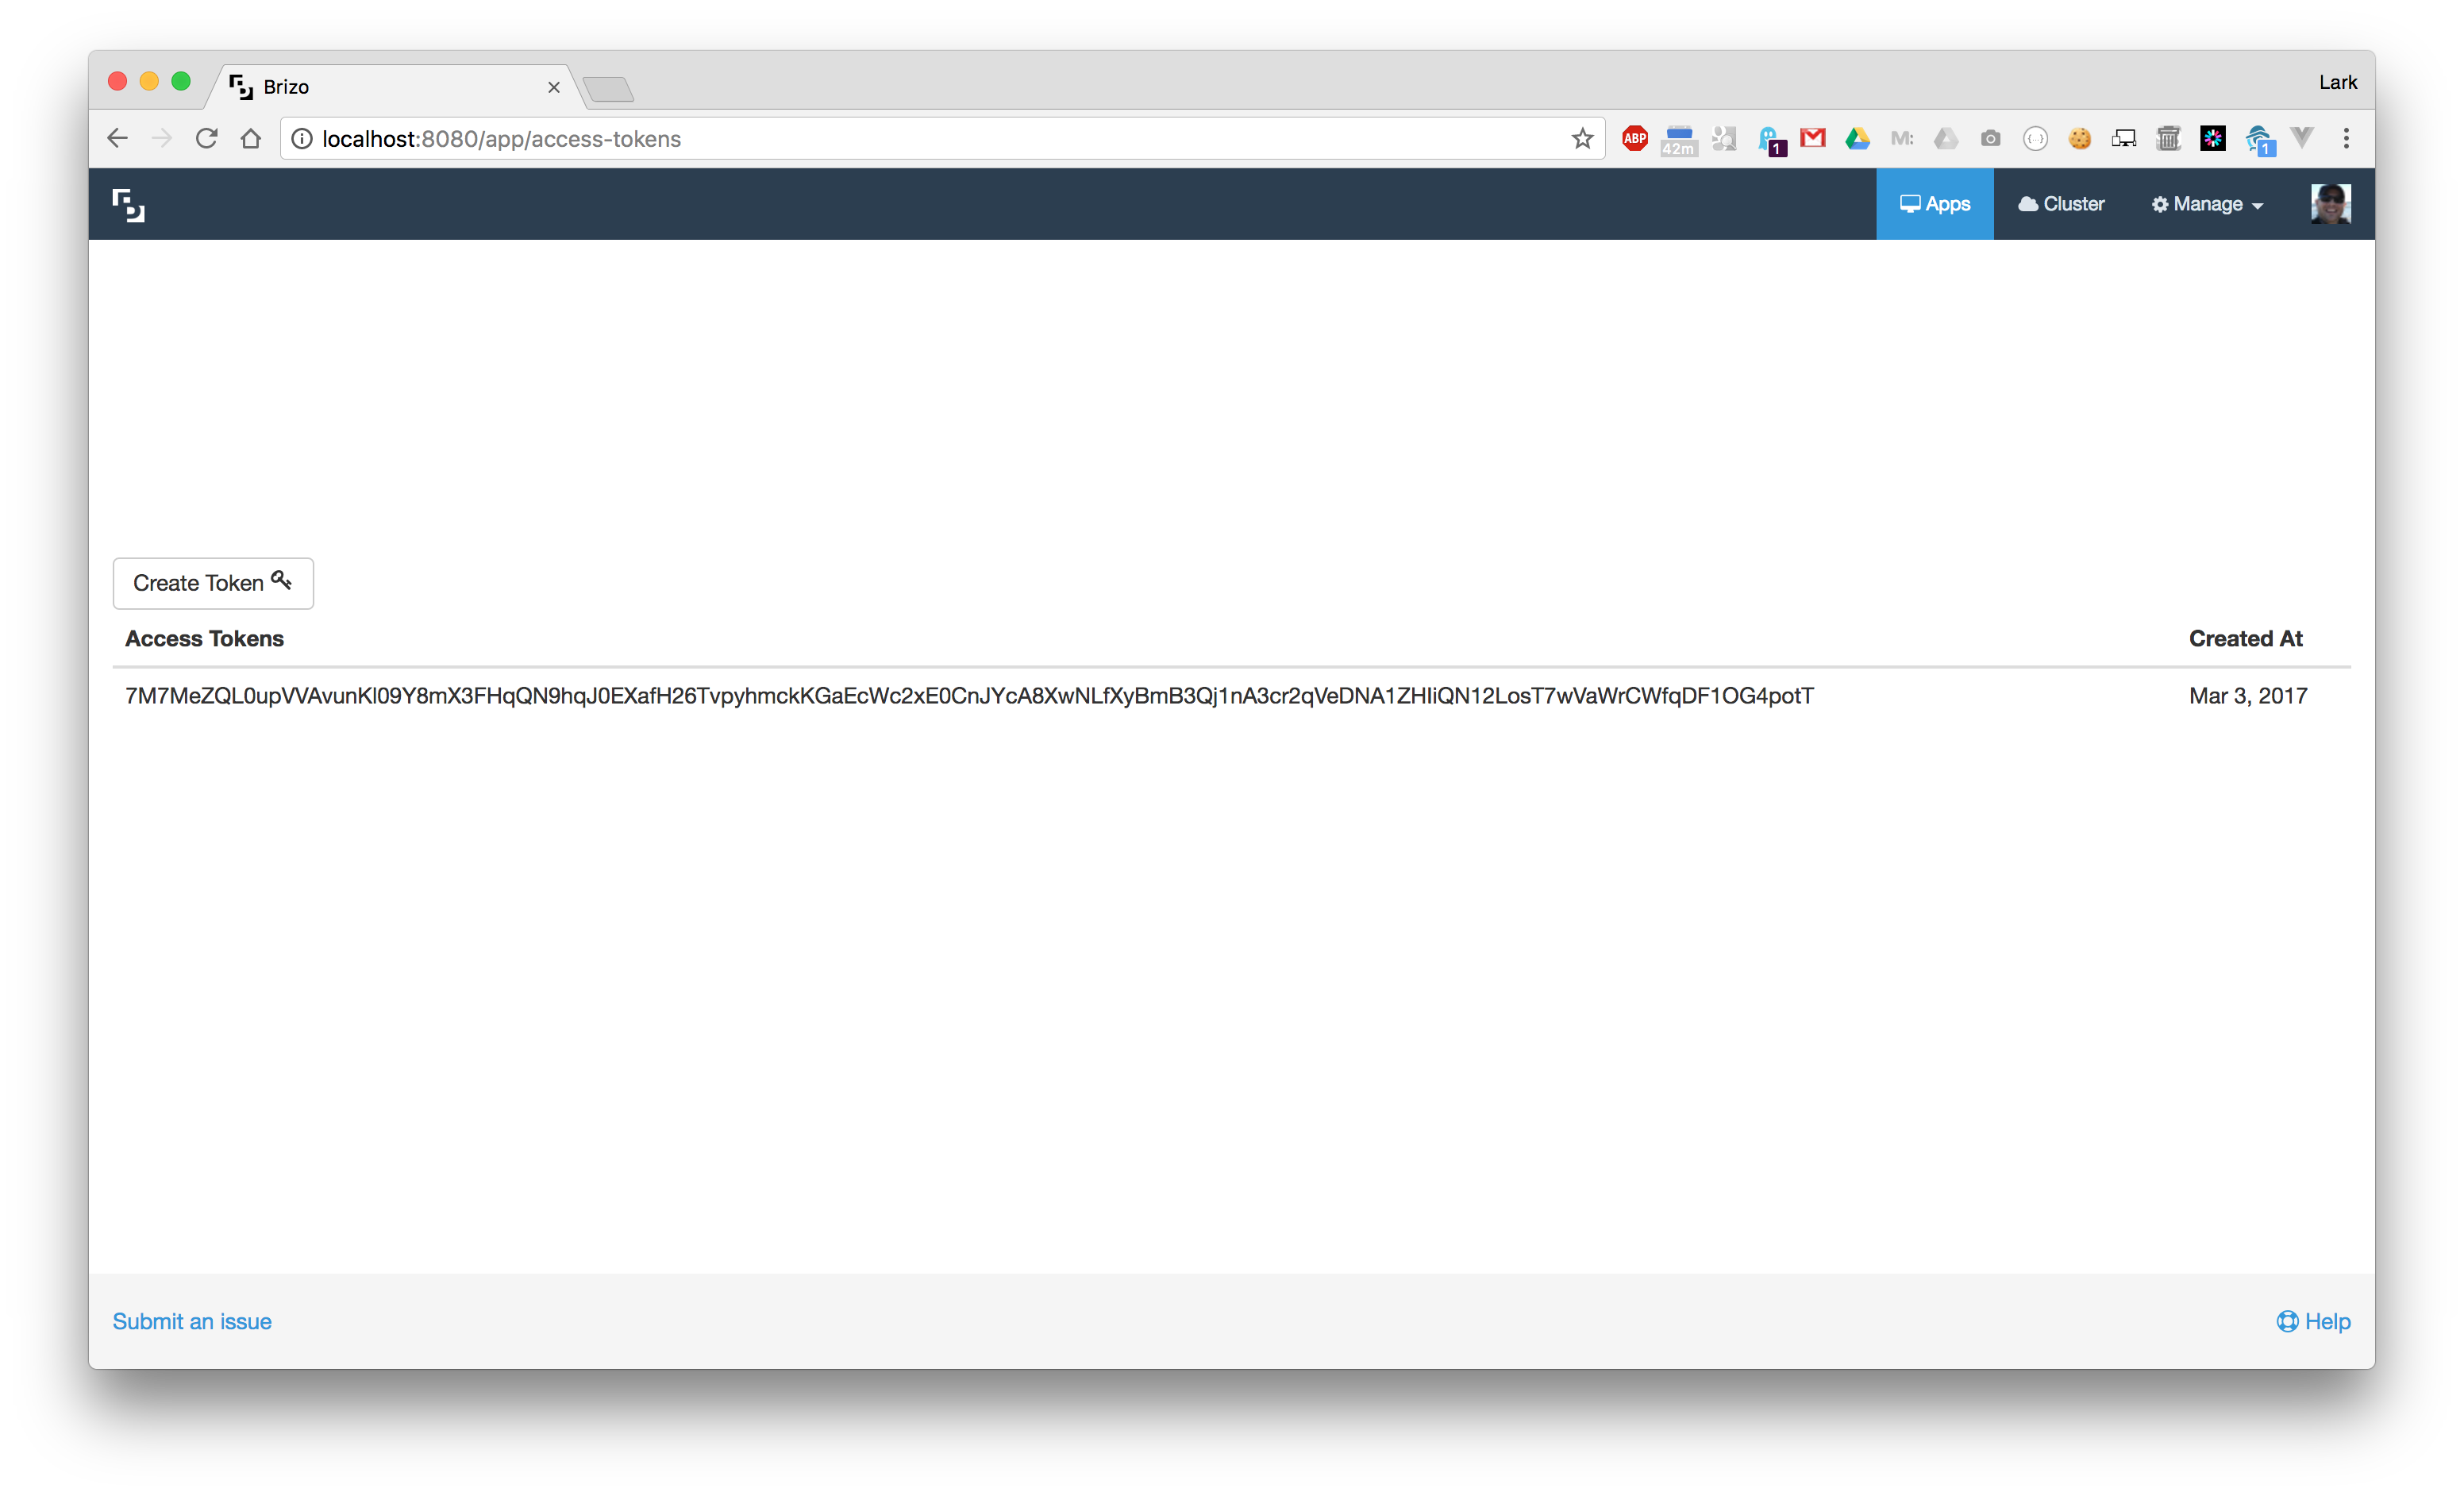 Brizo
Lark
localhost:8080/app/access-tokens
ABP
42m
1
M:
{...}
1
Apps
Cluster
Manage
Create Token
Access Tokens
Created At
7M7MeZQL0upVVAvunKl09Y8mX3FHqQN9hqJ0EXafH26TvpyhmckKGaEcWc2xE0CnJYcA8XwNLfXyBmB3Qj1nA3cr2qVeDNA1ZHIiQN12LosT7wVaWrCWfqDF1OG4potT
Mar 3, 2017
Submit an issue
Help